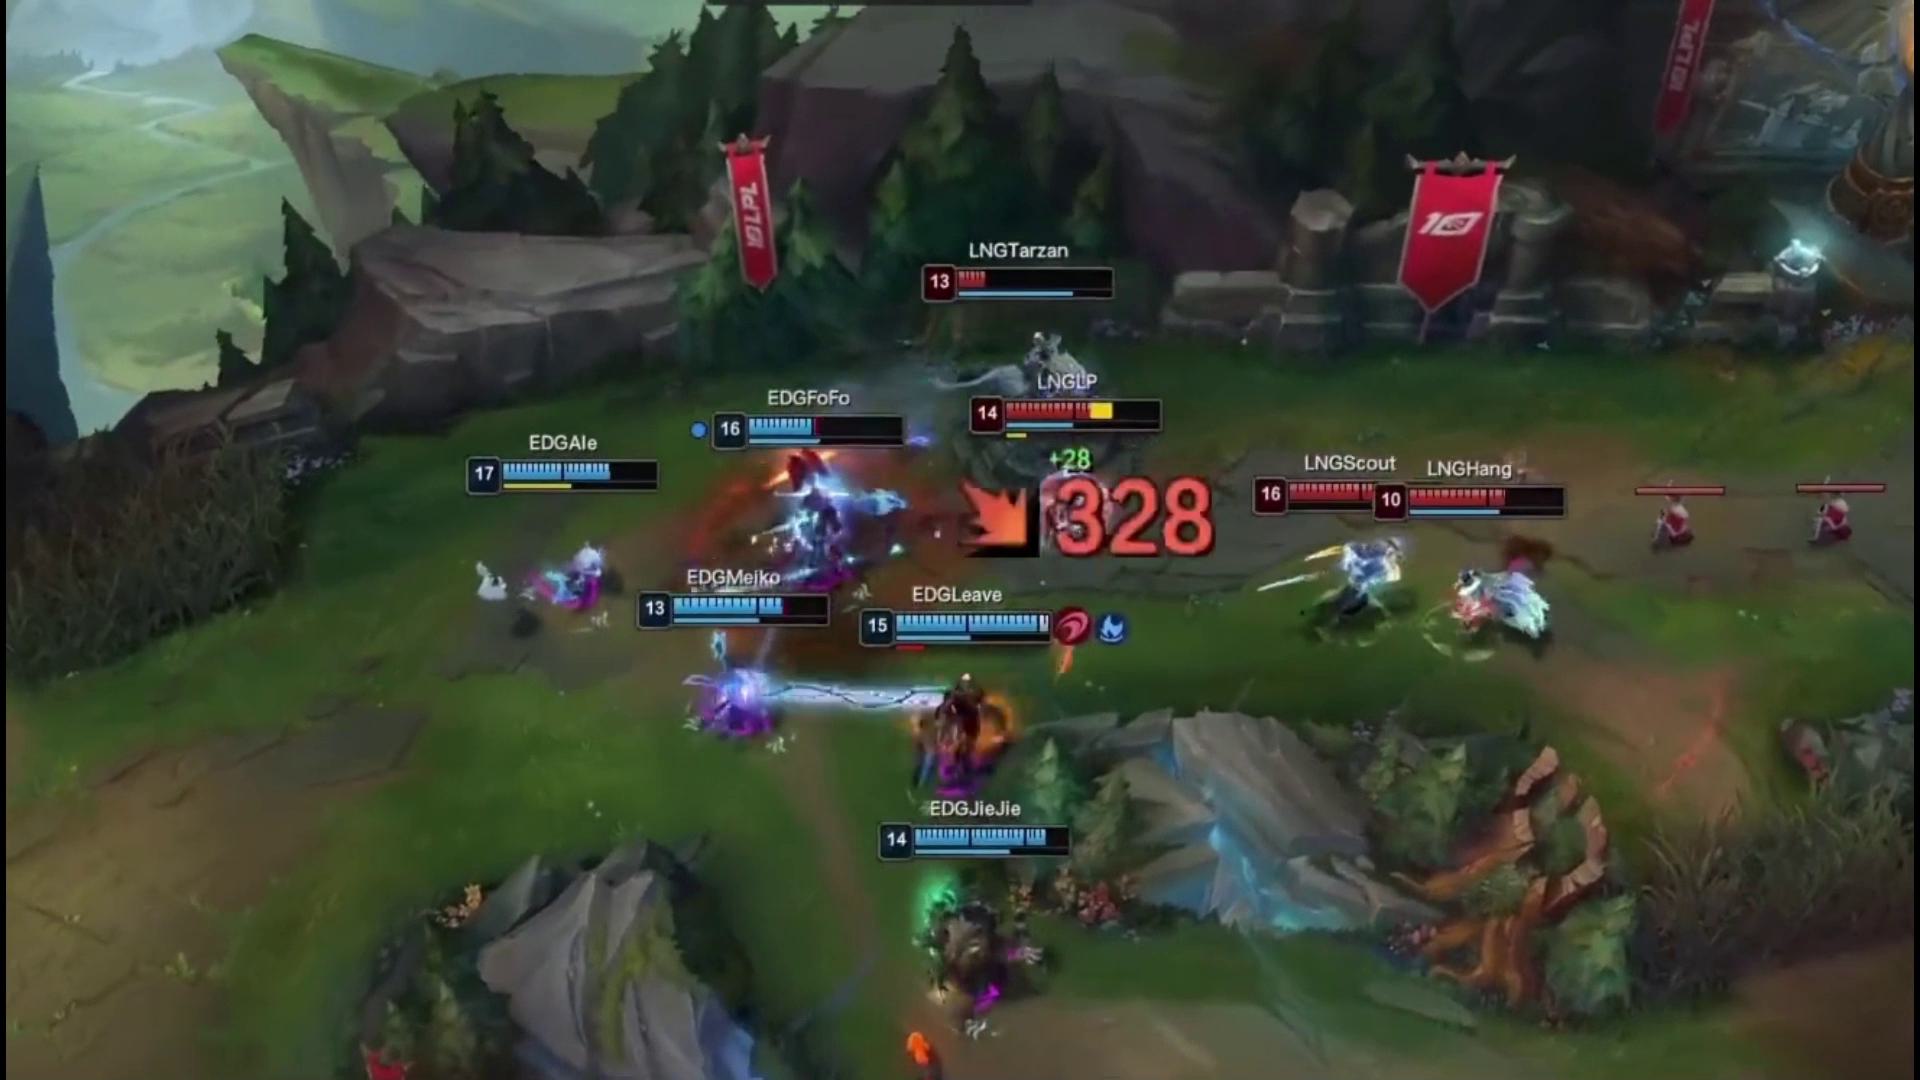 LPL
LPL
10
LNGTarzan
13
LNGLP
14
EDGFoFo
16
EDGAle
17
+28
328
LNGScout
16
LNGHang
10
EDGMeiko
13
EDGLeave
15
EDGJieJie
14